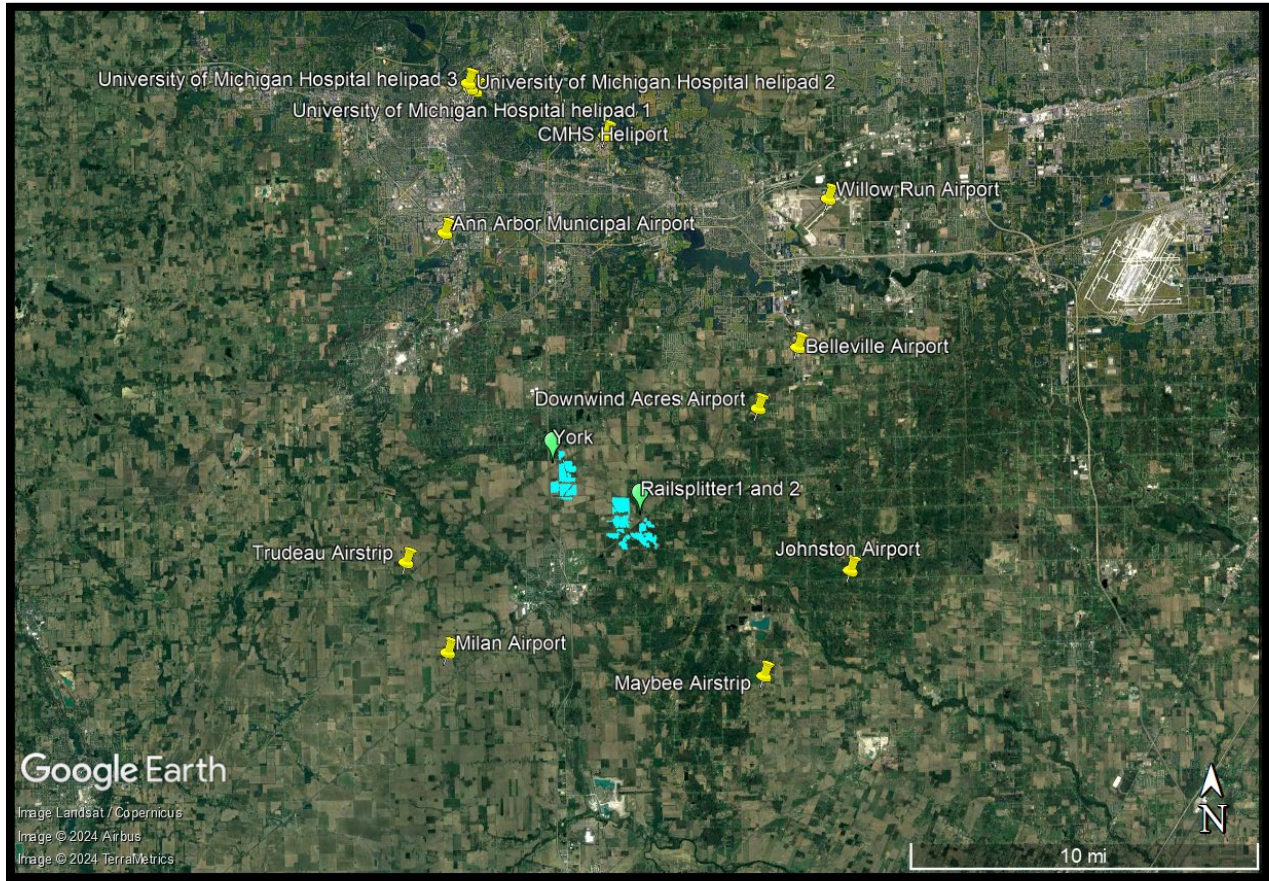 University of Michigan Hospital helipad 3
University of Michigan Hospital helipad 2
University of Michigan Hospital helipad 1
CMHS Heliport
Willow Run Airport
Ann Arbor Municipal Airport
Belleville Airport
Downwind Acres Airport
York
Railsplitter1 and 2
Trudeau Airstrip
Johnston Airport
Milan Airport
Maybee Airstrip
Google Earth
Image Landsat / Copernicus
Image © 2024 Airbus
Image © 2024 TerraMetrics
N
10 mi